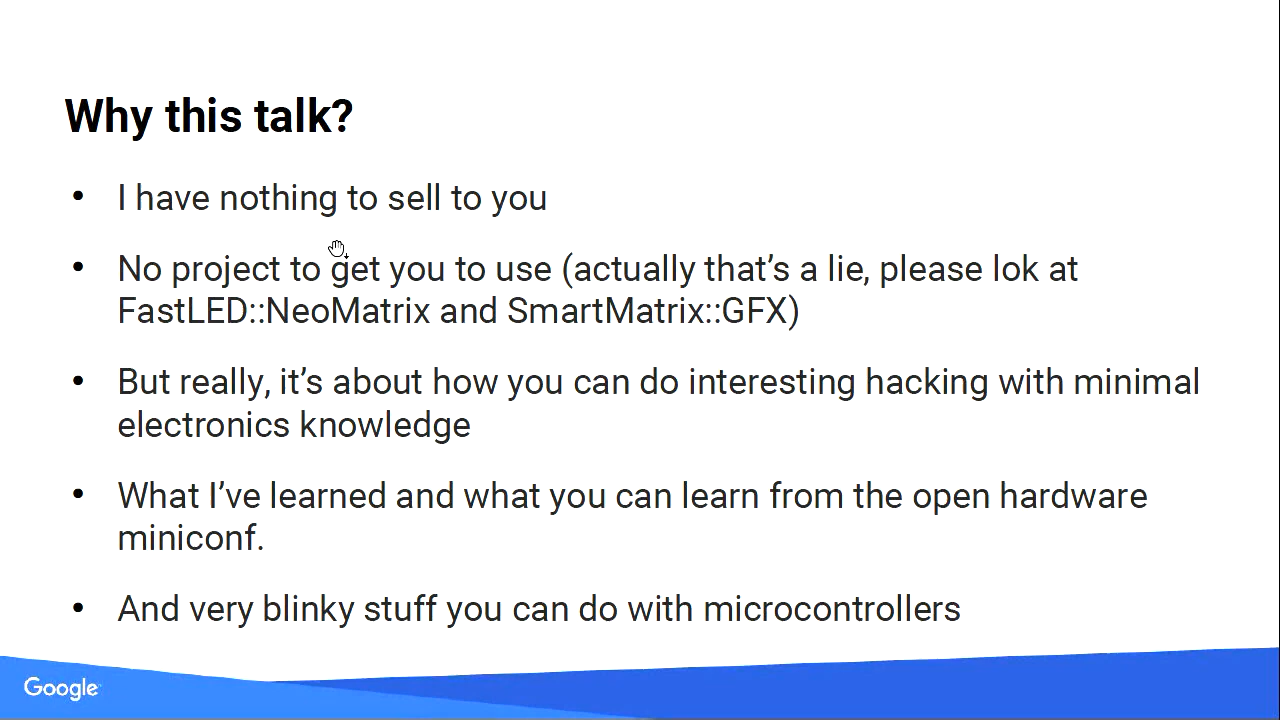 Why this talk?
• I have nothing to sell to you
• No project to get you to use (actually that's a lie, please lok at
FastLED::NeoMatrix and SmartMatrix::GFX)
• But really, it's about how you can do interesting hacking with minimal
electronics knowledge
• What I've learned and what you can learn from the open hardware
miniconf.
• And very blinky stuff you can do with microcontrollers
Google